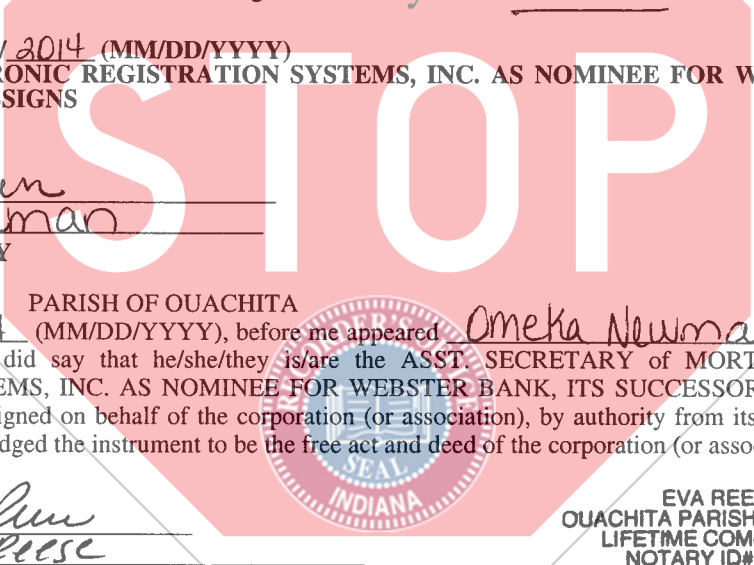 2014 (MM/DD/YYYY)
RONIC REGISTRATION SYSTEMS, INC. AS NOMINEE FOR W
SIGNS
STOP
man
Y
PARISH OF OUACHITA
(MM/DD/YYYY), before me appeared Omeka Newma
did say that he/she/they is/are the ASST. SECRETARY of MORT
EMS, INC. AS NOMINEE FOR WEBSTER BANK, ITS SUCCESSOR
igned on behalf of the corporation (or association), by authority from its
dged the instrument to be the free act and deed of the corporation (or assoc
RECORDER'S
SEAL
INDIANA
Reese
EVA REE
OUACHITA PARISH
LIFETIME COM
NOTARY ID#